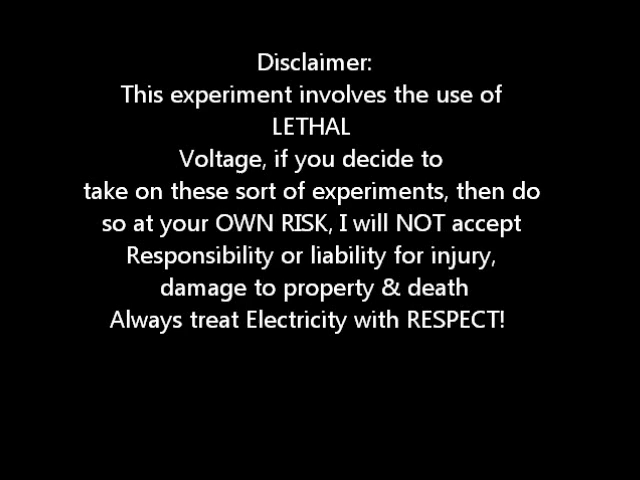 Disclaimer:
This experiment involves the use of
LETHAL
Voltage, if you decide to
take on these sort of experiments, then do
so at your OWN RISK, I will NOT accept
Responsibility or liability for injury,
damage to property & death
Always treat Electricity with RESPECT!